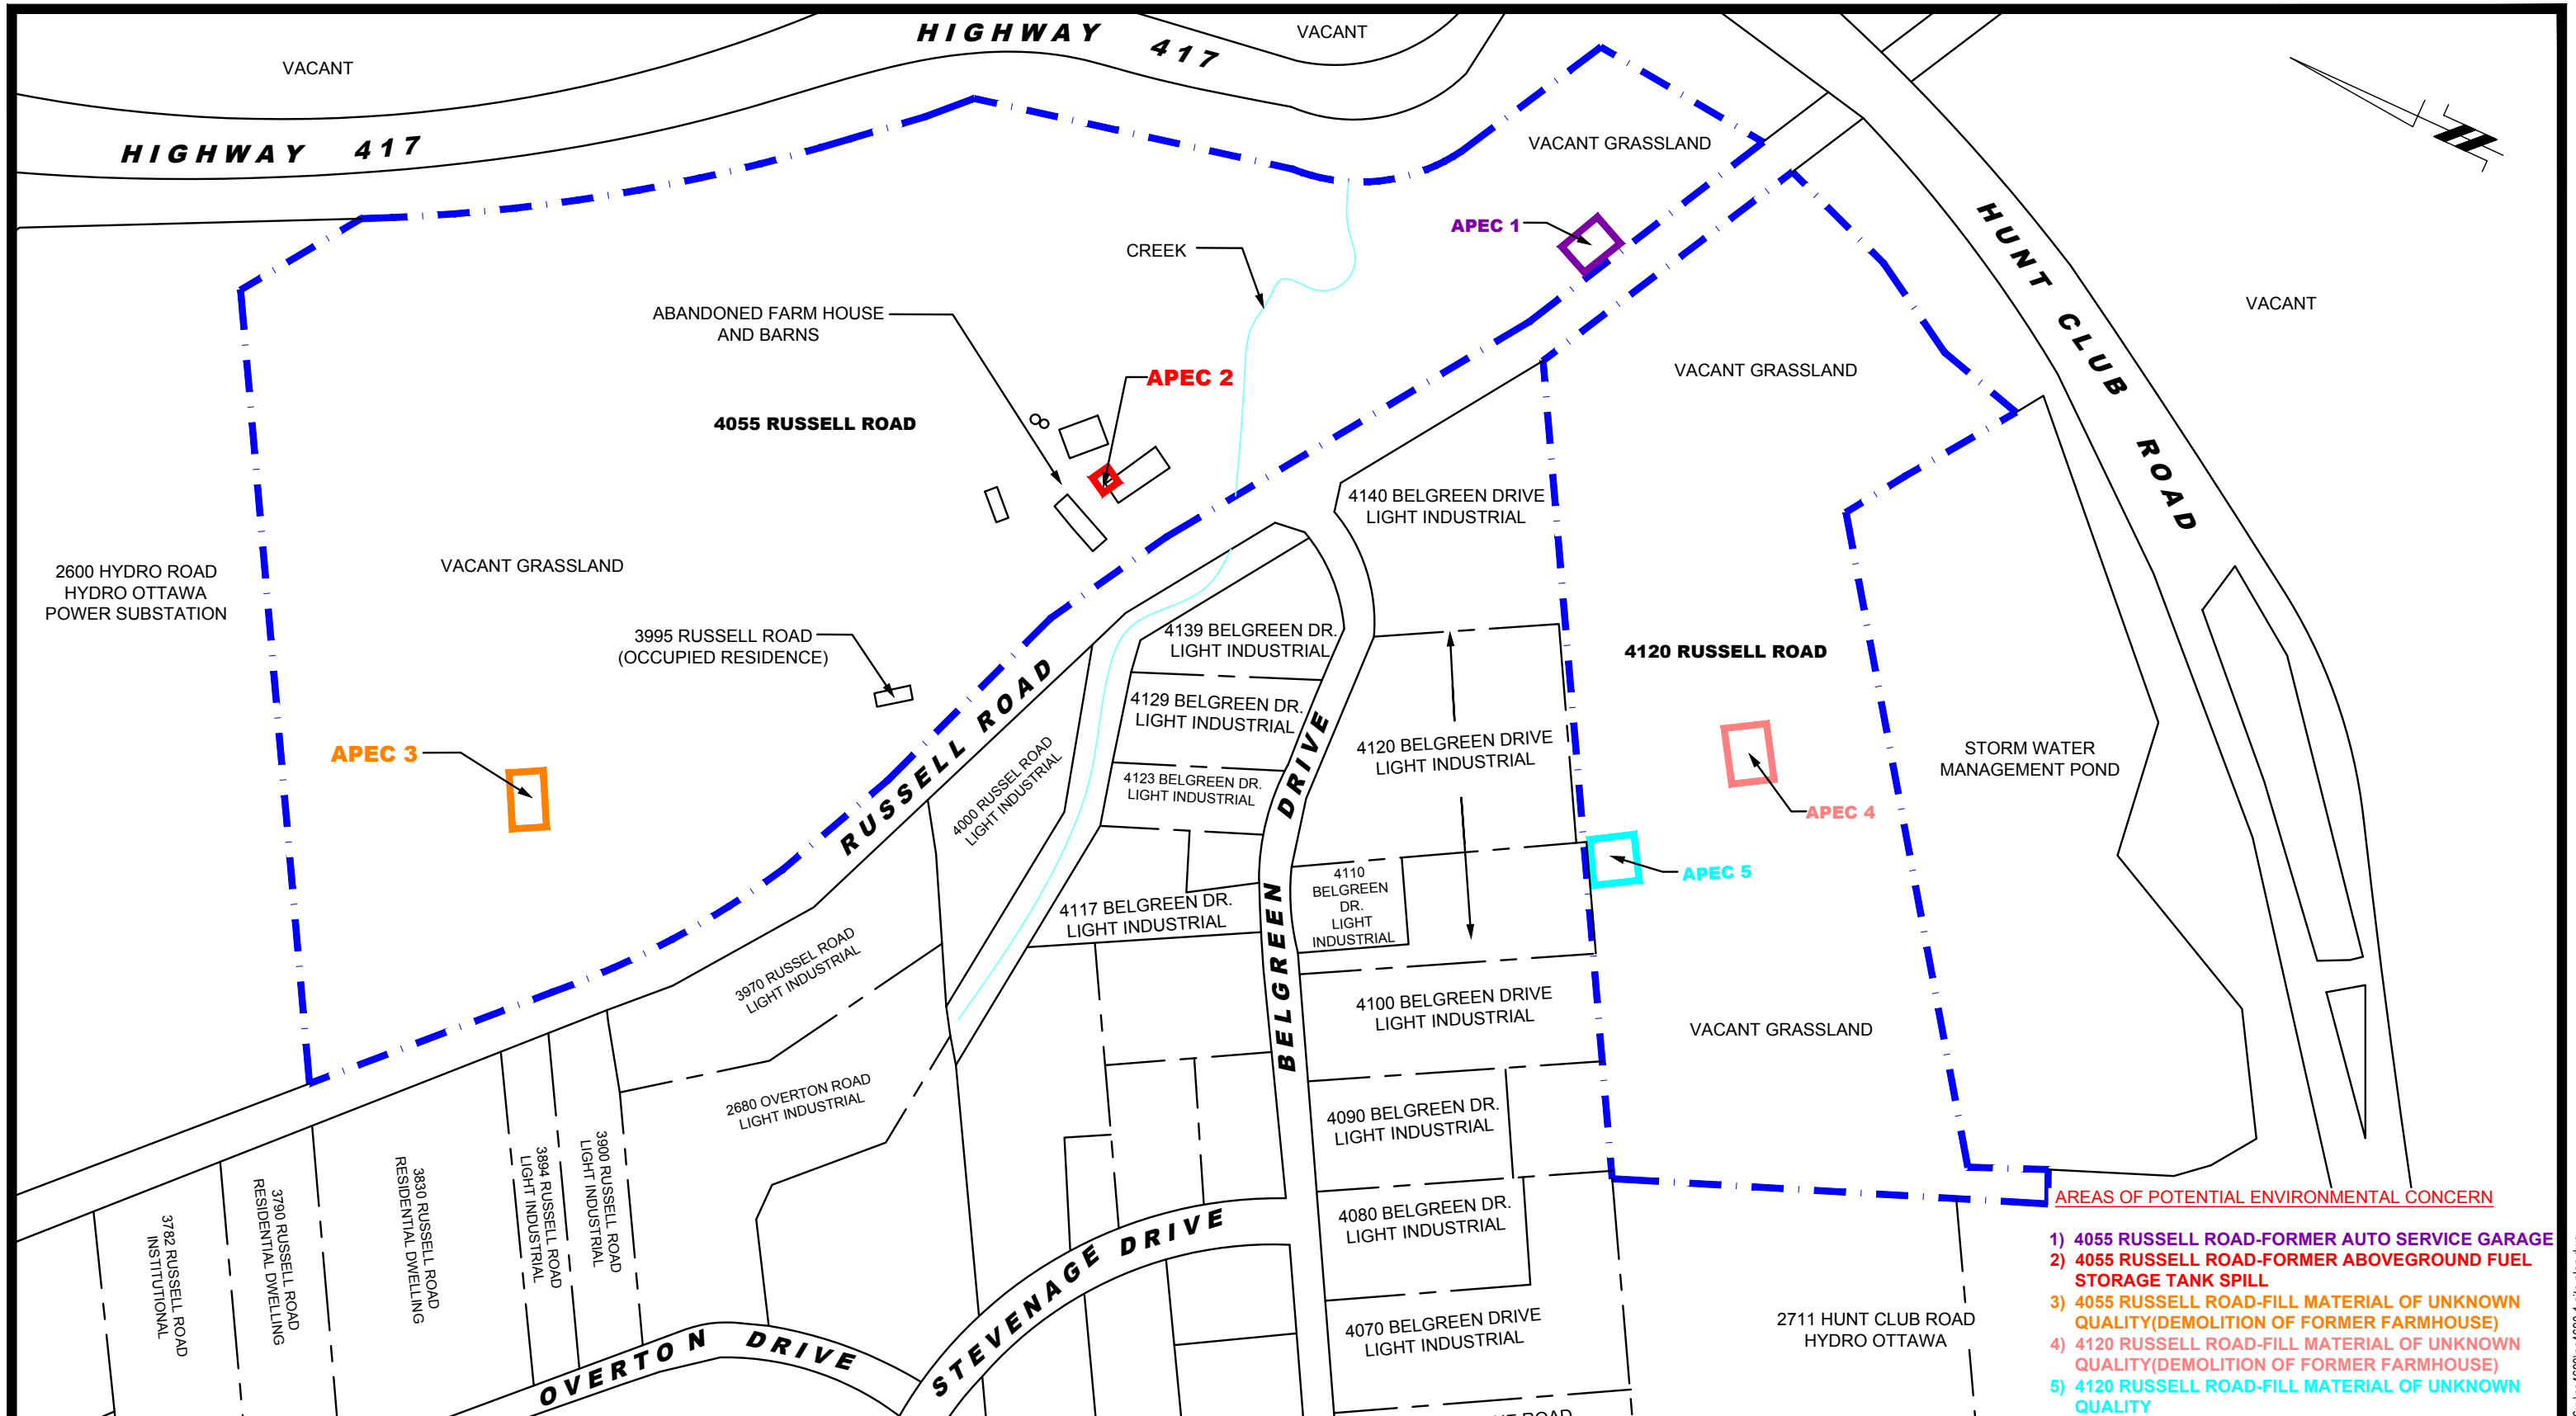 VACANT
HIGHWAY 417
VACANT
HIGHWAY 417
VACANT GRASSLAND
APEC 1
CREEK
HUNT CLUB ROAD
VACANT
ABANDONED FARM HOUSE
AND BARNS
APEC 2
VACANT GRASSLAND
4055 RUSSELL ROAD
4140 BELGREEN DRIVE
LIGHT INDUSTRIAL
2600 HYDRO ROAD
HYDRO OTTAWA
POWER SUBSTATION
VACANT GRASSLAND
3995 RUSSELL ROAD
(OCCUPIED RESIDENCE)
4139 BELGREEN DR.
LIGHT INDUSTRIAL
4120 RUSSELL ROAD
RUSSELL ROAD
4129 BELGREEN DR.
LIGHT INDUSTRIAL
BELGREEN DRIVE
4120 BELGREEN DRIVE
LIGHT INDUSTRIAL
STORM WATER
MANAGEMENT POND
APEC 3
4000 RUSSEL ROAD
LIGHT INDUSTRIAL
4123 BELGREEN DR.
LIGHT INDUSTRIAL
APEC 4
APEC 5
4110
BELGREEN
DR.
LIGHT
INDUSTRIAL
4117 BELGREEN DR.
LIGHT INDUSTRIAL
3970 RUSSEL ROAD
LIGHT INDUSTRIAL
4100 BELGREEN DRIVE
LIGHT INDUSTRIAL
VACANT GRASSLAND
2680 OVERTON ROAD
LIGHT INDUSTRIAL
4090 BELGREEN DR.
LIGHT INDUSTRIAL
3782 RUSSELL ROAD
INSTITUTIONAL
3790 RUSSELL ROAD
RESIDENTIAL DWELLING
3830 RUSSELL ROAD
RESIDENTIAL DWELLING
3894 RUSSELL ROAD
LIGHT INDUSTRIAL
3900 RUSSELL ROAD
LIGHT INDUSTRIAL
4080 BELGREEN DR.
LIGHT INDUSTRIAL
STEVENAGE DRIVE
OVERTON DRIVE
4070 BELGREEN DRIVE
LIGHT INDUSTRIAL
2711 HUNT CLUB ROAD
HYDRO OTTAWA
AREAS OF POTENTIAL ENVIRONMENTAL CONCERN
1) 4055 RUSSELL ROAD-FORMER AUTO SERVICE GARAGE
2) 4055 RUSSELL ROAD-FORMER ABOVEGROUND FUEL
STORAGE TANK SPILL
3) 4055 RUSSELL ROAD-FILL MATERIAL OF UNKNOWN
QUALITY(DEMOLITION OF FORMER FARMHOUSE)
4) 4120 RUSSELL ROAD-FILL MATERIAL OF UNKNOWN
QUALITY(DEMOLITION OF FORMER FARMHOUSE)
5) 4120 RUSSELL ROAD-FILL MATERIAL OF UNKNOWN
QUALITY